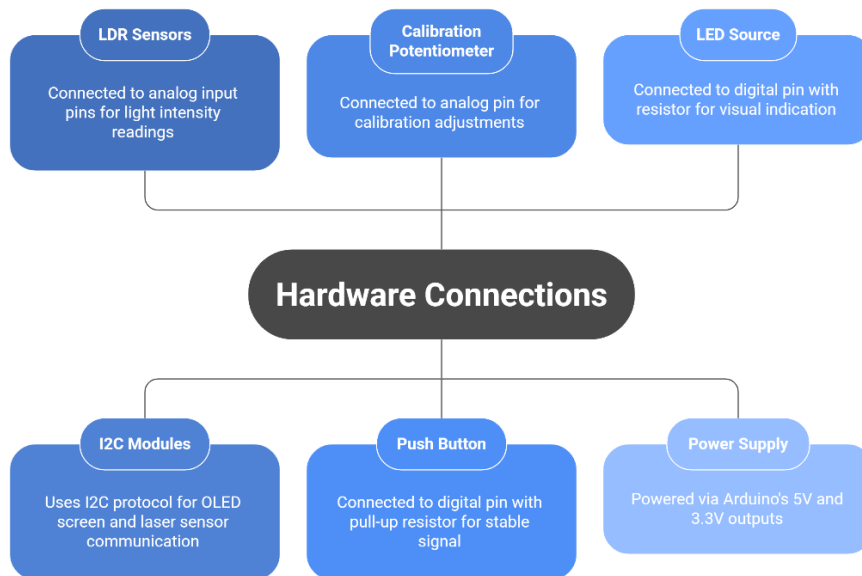 LDR Sensors
Connected to analog input
pins for light intensity
readings
Calibration
Potentiometer
Connected to analog pin for
calibration adjustments
LED Source
Connected to digital pin with
resistor for visual indication
Hardware Connections
I2C Modules
Uses I2C protocol for OLED
screen and laser sensor
communication
Push Button
Connected to digital pin with
pull-up resistor for stable
signal
Power Supply
Powered via Arduino's 5V and
3.3V outputs